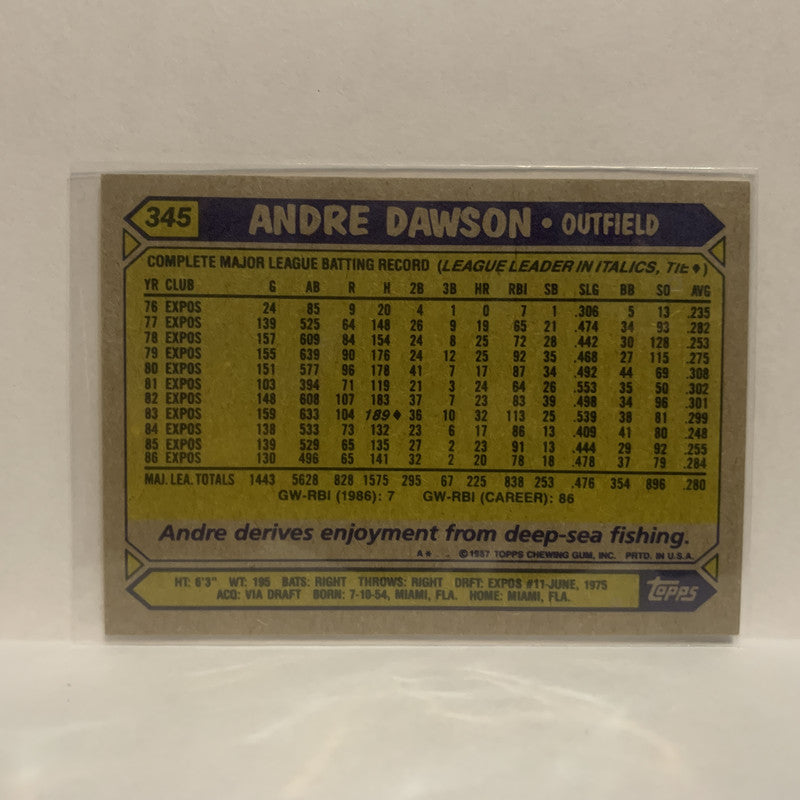 345 ANDRE DAWSON • OUTFIELD
COMPLETE MAJOR LEAGUE BATTING RECORD (LEAGUE LEADER IN ITALICS, TIE ♦)
YR CLUB G AB R H 2B 3B HR RBI SB SLG BB SO AVG
76 EXPOS 24 85 9 20 4 1 0 7 1 .306 5 13 .235
77 EXPOS 139 525 64 148 26 9 19 65 21 .474 34 93 .282
78 EXPOS 157 609 84 154 24 8 25 72 28 .442 30 128 .253
79 EXPOS 155 639 90 176 24 12 25 92 35 .468 27 115 .275
80 EXPOS 151 577 96 178 41 7 17 87 34 .492 44 69 .308
81 EXPOS 103 394 71 119 21 3 24 64 26 .553 35 50 .302
82 EXPOS 148 608 107 183 37 7 23 83 39 .498 34 96 .301
83 EXPOS 159 633 104 189♦ 36 10 32 113 25 .539 38 81 .299
84 EXPOS 138 533 73 132 23 6 17 86 13 .409 41 80 .248
85 EXPOS 139 529 65 135 27 2 23 91 13 .444 29 92 .255
86 EXPOS 130 496 65 141 32 2 20 78 18 .478 37 79 .284
MAJ. LEA. TOTALS 1443 5628 828 1575 295 67 225 838 253 .476 354 896 .280
GW-RBI (1986): 7 GW-RBI (CAREER): 86
Andre derives enjoyment from deep-sea fishing.
A* ©1987 TOPPS CHEWING GUM, INC. PRTD. IN U.S.A.
HT: 6'3" WT: 195 BATS: RIGHT THROWS: RIGHT DRFT: EXPOS #11-JUNE, 1975
ACQ: VIA DRAFT BORN: 7-10-54, MIAMI, FLA. HOME: MIAMI, FLA.
topps